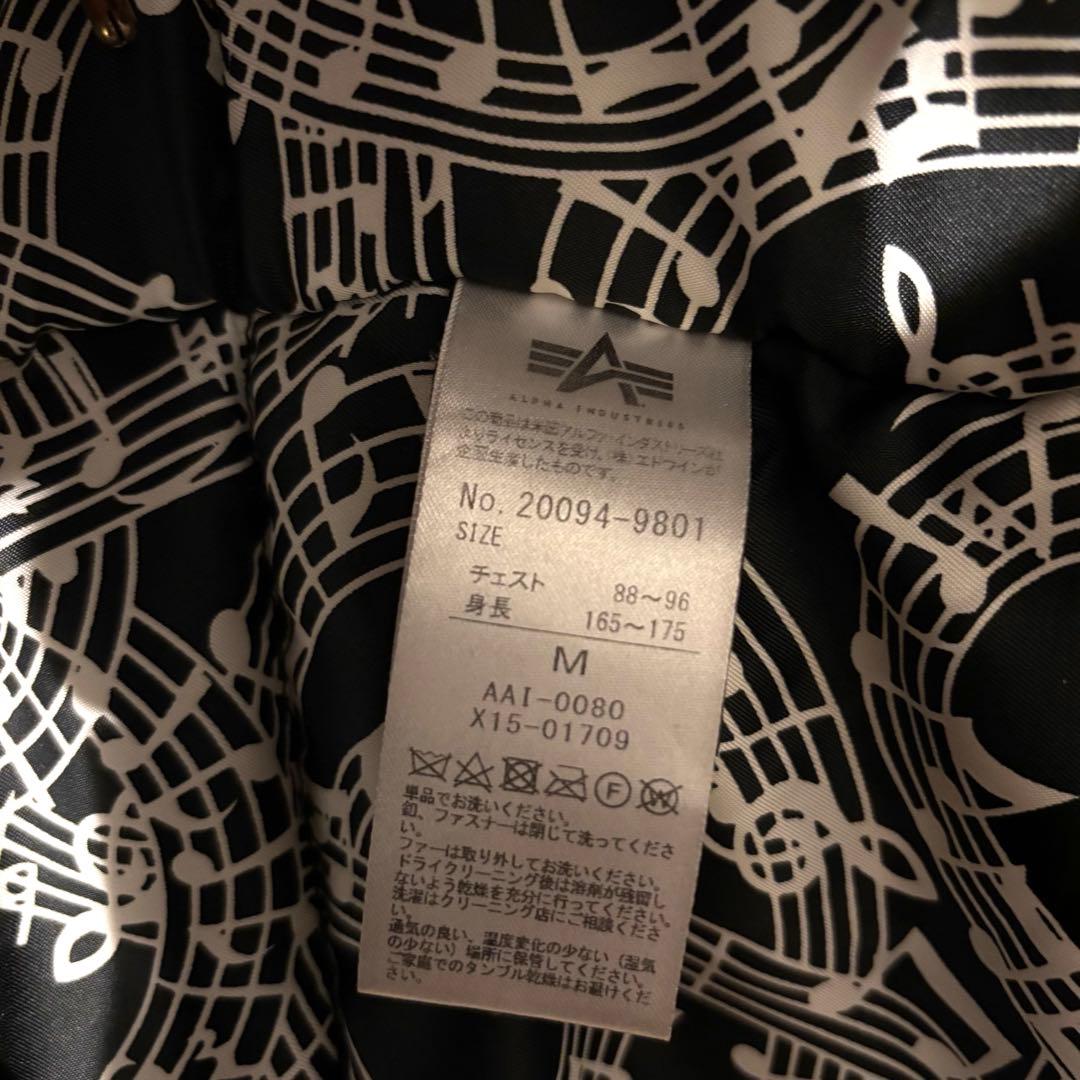 ALPHA INDUSTRIES
この商品は米国アルファインダストリーズ社
よりライセンスを受け、(株)エドウインが
企画生産したものです。
No. 20094-9801
SIZE
チェスト 88〜96
身長 165〜175
M
AAI-0080
X15-01709
F W
単品でお洗いください。
釦、ファスナーは閉じて洗ってくださ
い。
ファーは取り外してお洗いください。
ドライクリーニング後は溶剤が残留し
ないよう乾燥を充分に行ってください。
洗濯はクリーニング店にご相談くださ
い。
通気の良い、温度変化の少ない(湿気
の少ない)場所に保管してください。
ご家庭でのタンブル乾燥はお避けくだ
さい。